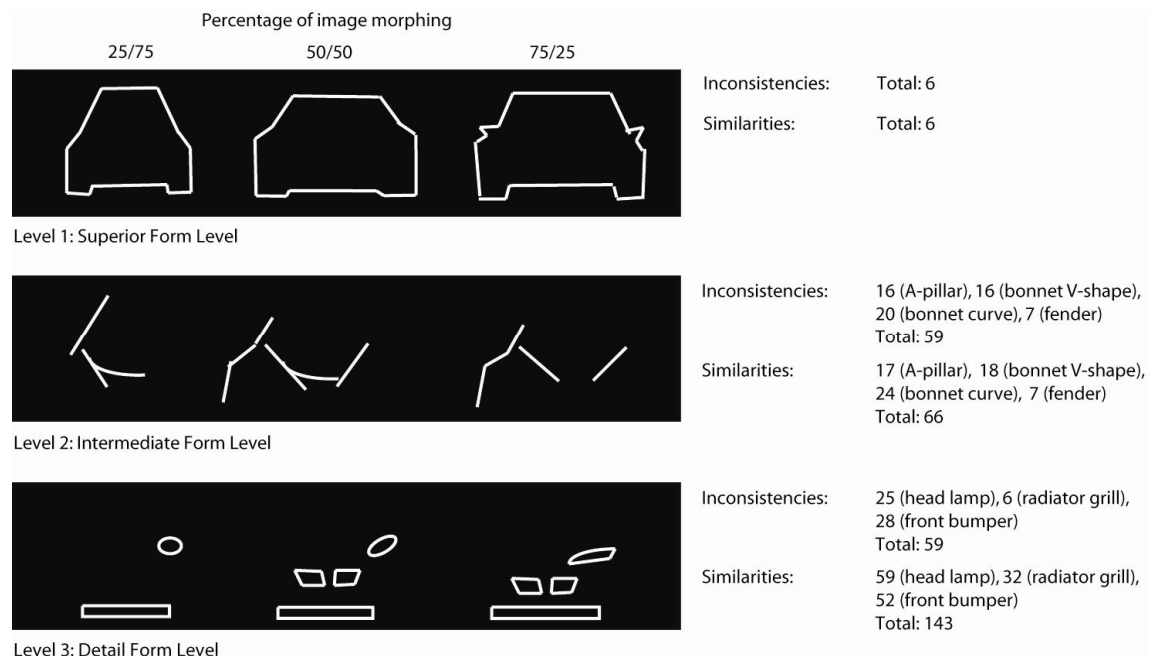 Percentage of image morphing
25/75 50/50 75/25
Inconsistencies: Total: 6
Similarities: Total: 6
Level 1: Superior Form Level
Inconsistencies: 16 (A-pillar), 16 (bonnet V-shape),
20 (bonnet curve), 7 (fender)
Total: 59
Similarities: 17 (A-pillar), 18 (bonnet V-shape),
24 (bonnet curve), 7 (fender)
Total: 66
Level 2: Intermediate Form Level
Inconsistencies: 25 (head lamp), 6 (radiator grill),
28 (front bumper)
Total: 59
Similarities: 59 (head lamp), 32 (radiator grill),
52 (front bumper)
Total: 143
Level 3: Detail Form Level